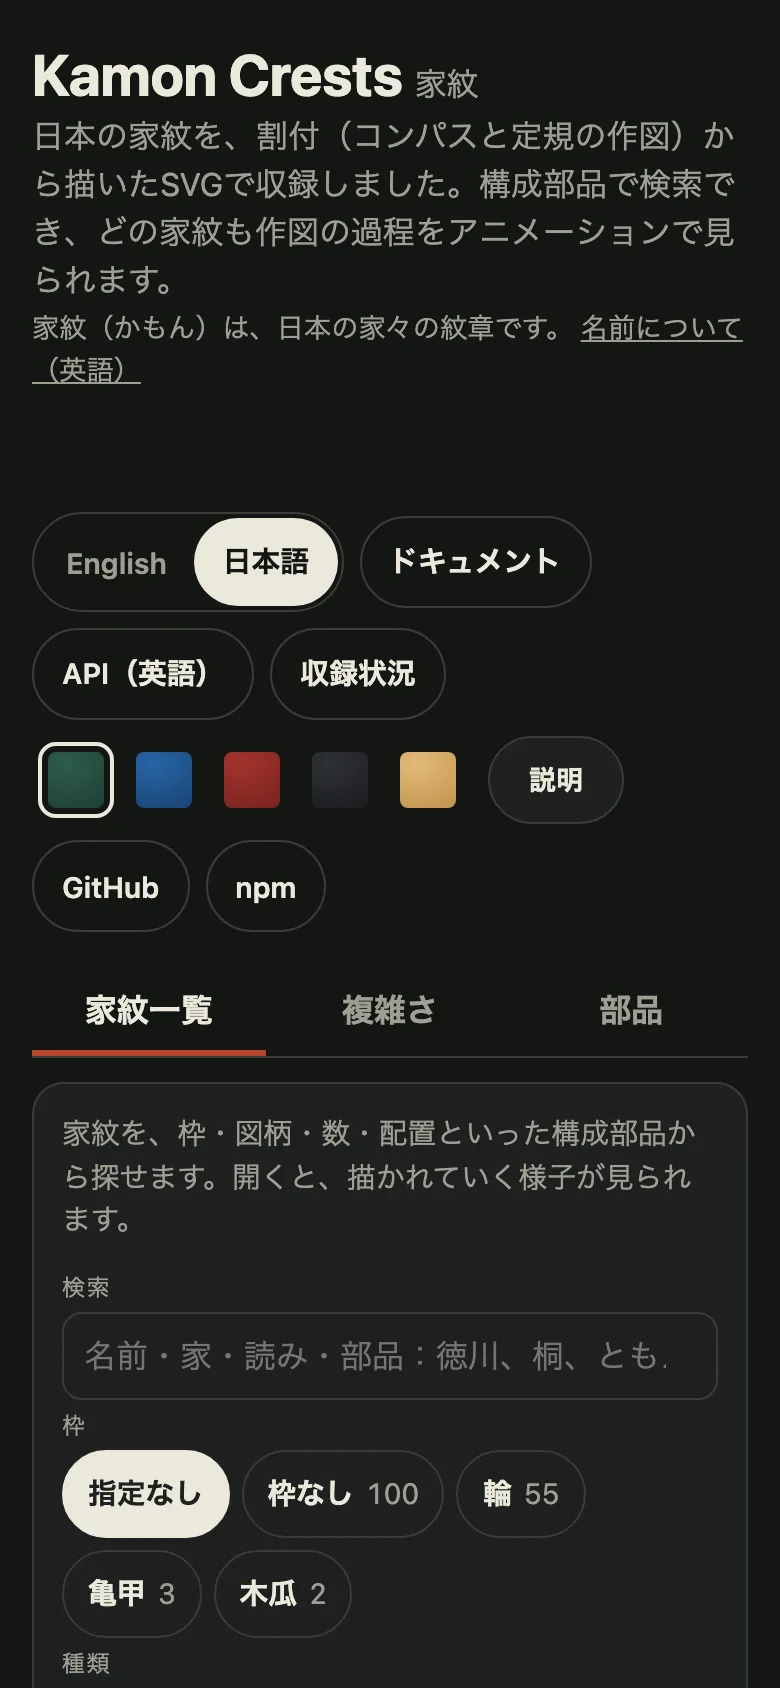 Kamon Crests 家紋
日本の家紋を、割付（コンパスと定規の作図）か
ら描いたSVGで収録しました。構成部品で検索で
き、どの家紋も作図の過程をアニメーションで見
られます。
家紋（かもん）は、日本の家々の紋章です。 名前について
（英語）
English 日本語 ドキュメント
API（英語） 収録状況
説明
GitHub npm
家紋一覧 複雑さ 部品
家紋を、枠・図柄・数・配置といった構成部品か
ら探せます。開くと、描かれていく様子が見られ
ます。
検索
名前・家・読み・部品：徳川、桐、とも
枠
指定なし 枠なし 100 輪 55
亀甲 3 木瓜 2
種類